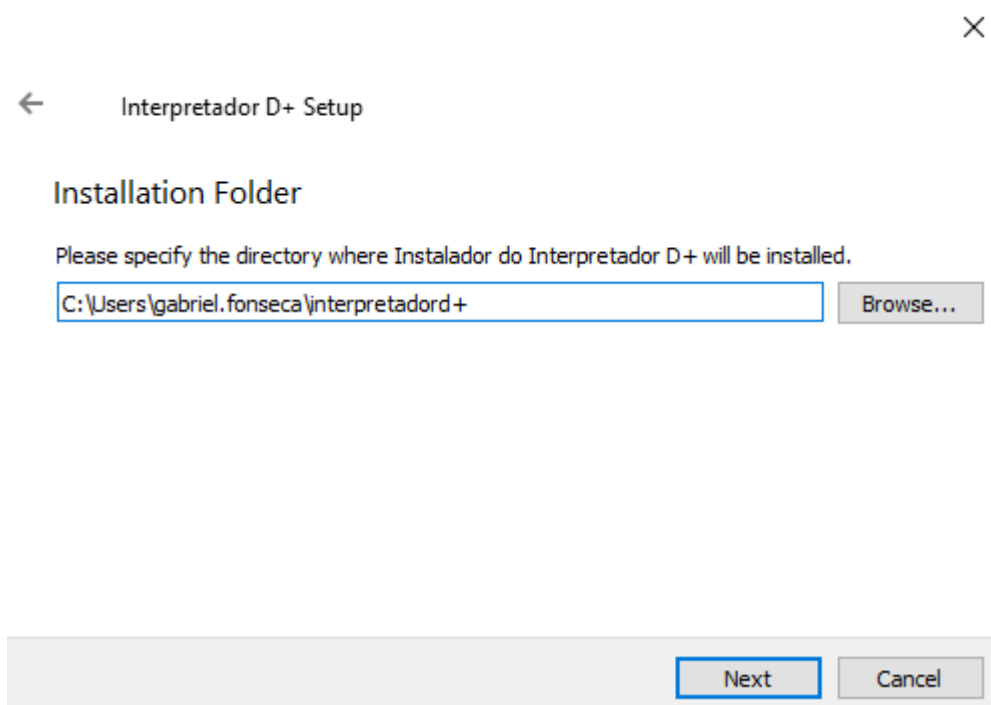 Interpretador D+ Setup
Installation Folder
Please specify the directory where Instalador do Interpretador D+ will be installed.
C:\Users\gabriel.fonseca\interpretadord+
Browse...
Next
Cancel